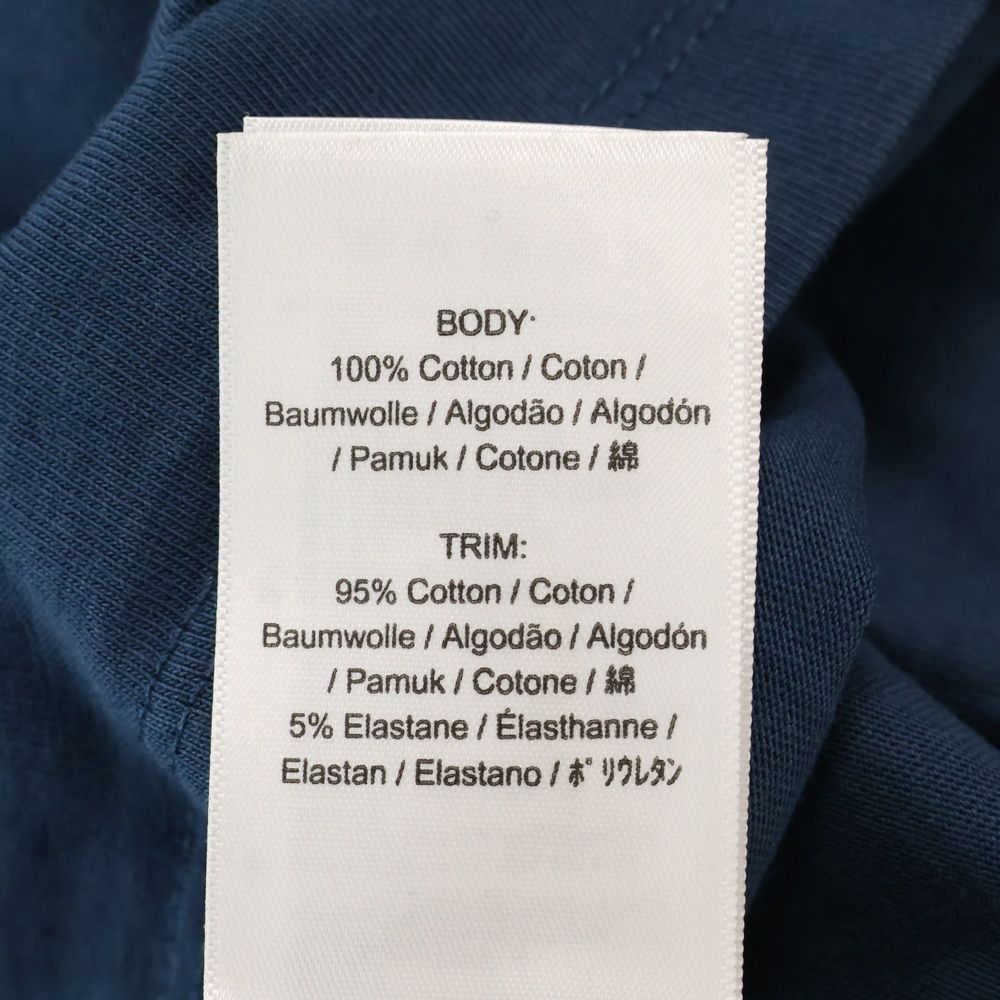 BODY:
100% Cotton / Coton /
Baumwolle / Algodão / Algodón
/ Pamuk / Cotone / 綿
TRIM:
95% Cotton / Coton /
Baumwolle / Algodão / Algodón
/ Pamuk / Cotone / 綿
5% Elastane / Élasthanne /
Elastan / Elastano / ポリウレタン